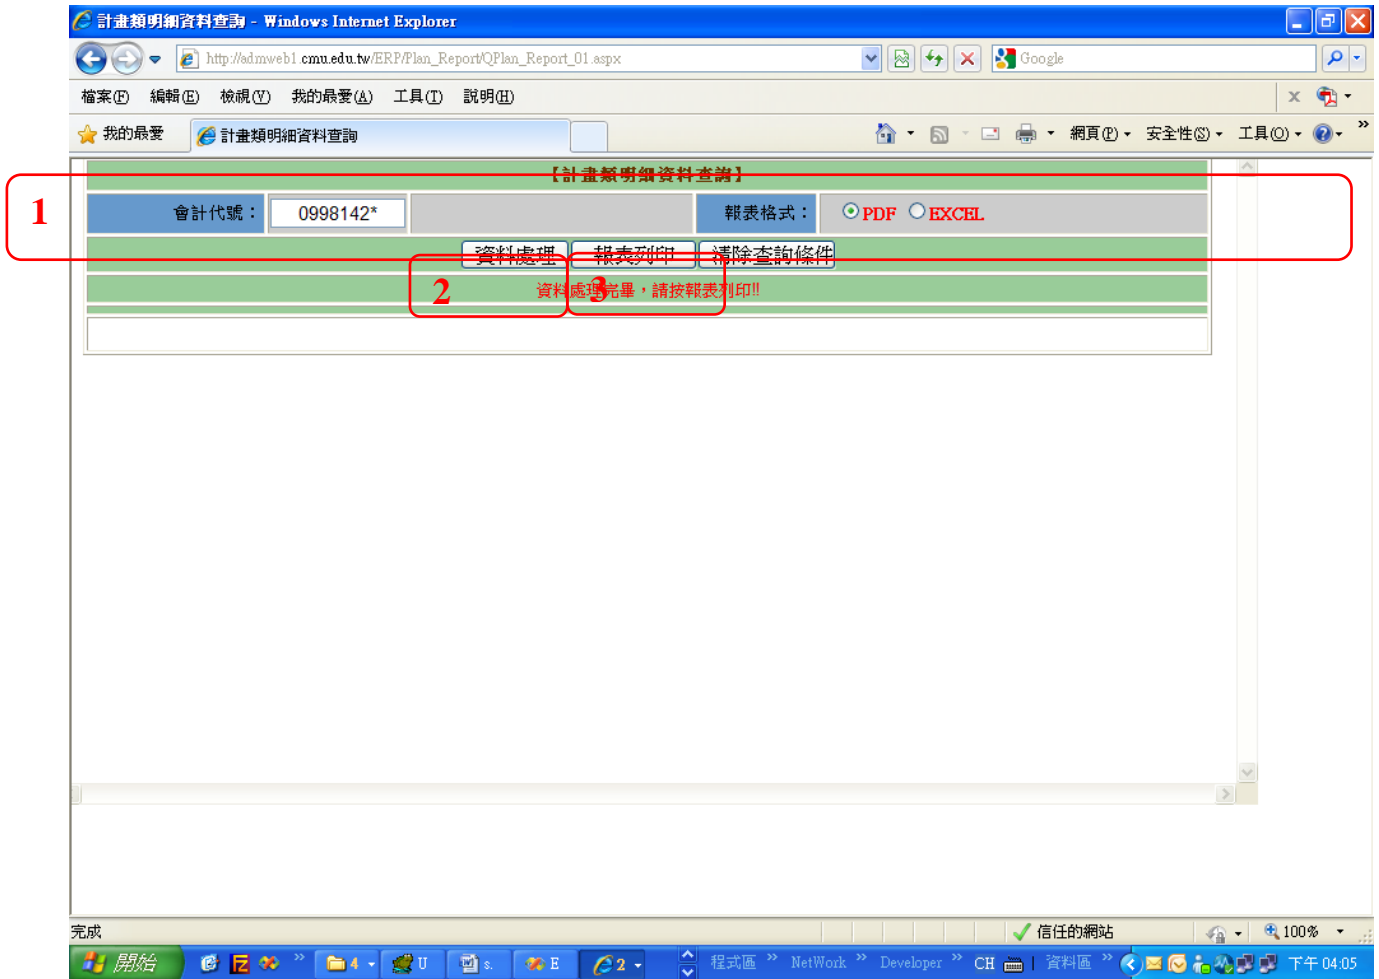 計畫類明細資料查詢 - Windows Internet Explorer
http://admweb1.cmu.edu.tw/ERP/Plan_Report/QPlan_Report_01.aspx
Google
檔案(F) 編輯(E) 檢視(V) 我的最愛(A) 工具(T) 說明(H)
我的最愛 計畫類明細資料查詢 網頁(P) 安全性(S) 工具(O)
【計畫類明細資料查詢】
1
會計代號： 0998142* 報表格式： PDF EXCEL
資料處理 報表列印 清除查詢條件
2 3
資料處理完畢，請按報表列印!!
完成 信任的網站 100%
開始 4 U s. E 2 程式區 NetWork Developer CH 資料區 下午 04:05